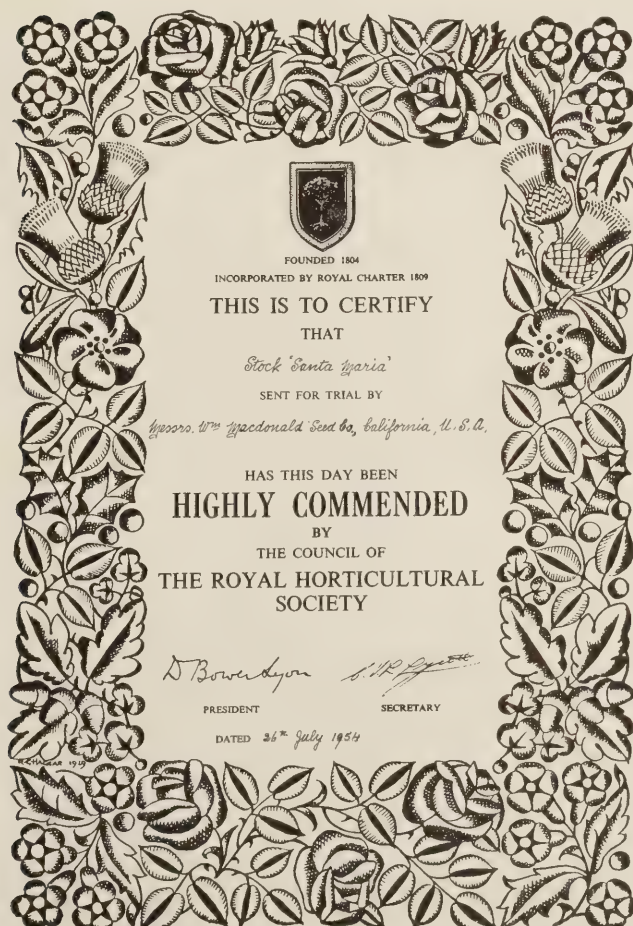 FOUNDED 1804
INCORPORATED BY ROYAL CHARTER 1809
THIS IS TO CERTIFY
THAT
Stock 'Santa Maria'
SENT FOR TRIAL BY
Messrs. Wm Macdonald Seed Co, California, U.S.A.
HAS THIS DAY BEEN
HIGHLY COMMENDED
BY
THE COUNCIL OF
THE ROYAL HORTICULTURAL
SOCIETY
D Bowes Lyon
PRESIDENT SECRETARY
DATED 26th July 1954
1919